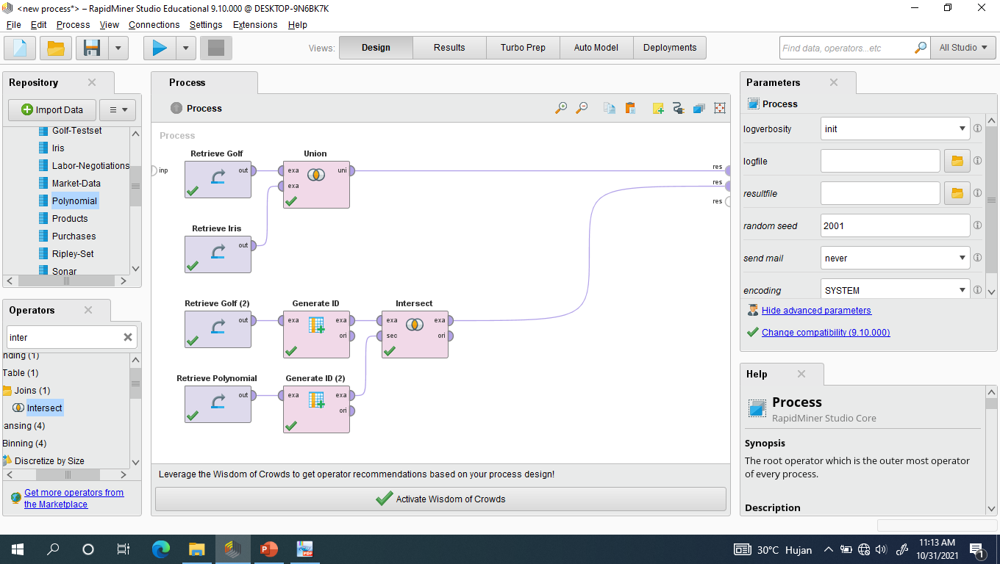 <new process*> – RapidMiner Studio Educational 9.10.000 @ DESKTOP-9N6BK7K
File Edit Process View Connections Settings Extensions Help
Views: Design Results Turbo Prep Auto Model Deployments
Find data, operators...etc
All Studio
Repository
Import Data
Golf-Testset
Iris
Labor-Negotiations
Market-Data
Polynomial
Products
Purchases
Ripley-Set
Sonar
Operators
inter
nding (1)
Table (1)
Joins (1)
Intersect
ansing (4)
Binning (4)
Discretize by Size
Get more operators from
the Marketplace
Process
Process
Process
inp
Retrieve Golf
out
Union
exa uni
exa
Retrieve Iris
out
Retrieve Golf (2)
out
Generate ID
exa exa
ori
Intersect
exa exa
sec ori
Retrieve Polynomial
out
Generate ID (2)
exa exa
ori
res
res
res
Leverage the Wisdom of Crowds to get operator recommendations based on your process design!
Activate Wisdom of Crowds
Parameters
Process
logverbosity init
logfile
resultfile
random seed 2001
send mail never
encoding SYSTEM
Hide advanced parameters
Change compatibility (9.10.000)
Help
Process
RapidMiner Studio Core
Synopsis
The root operator which is the outer most operator
of every process.
Description
30°C Hujan
11:13 AM
10/31/2021
1